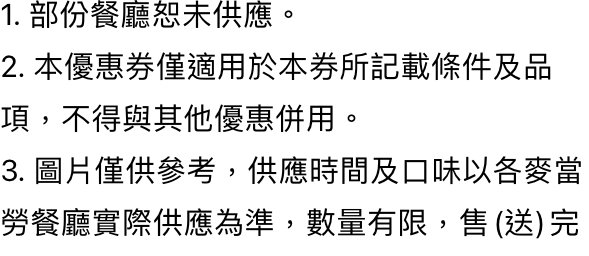 1. 部份餐廳恕未供應。
2. 本優惠券僅適用於本券所記載條件及品
項，不得與其他優惠併用。
3. 圖片僅供參考，供應時間及口味以各麥當
勞餐廳實際供應為準，數量有限，售(送)完